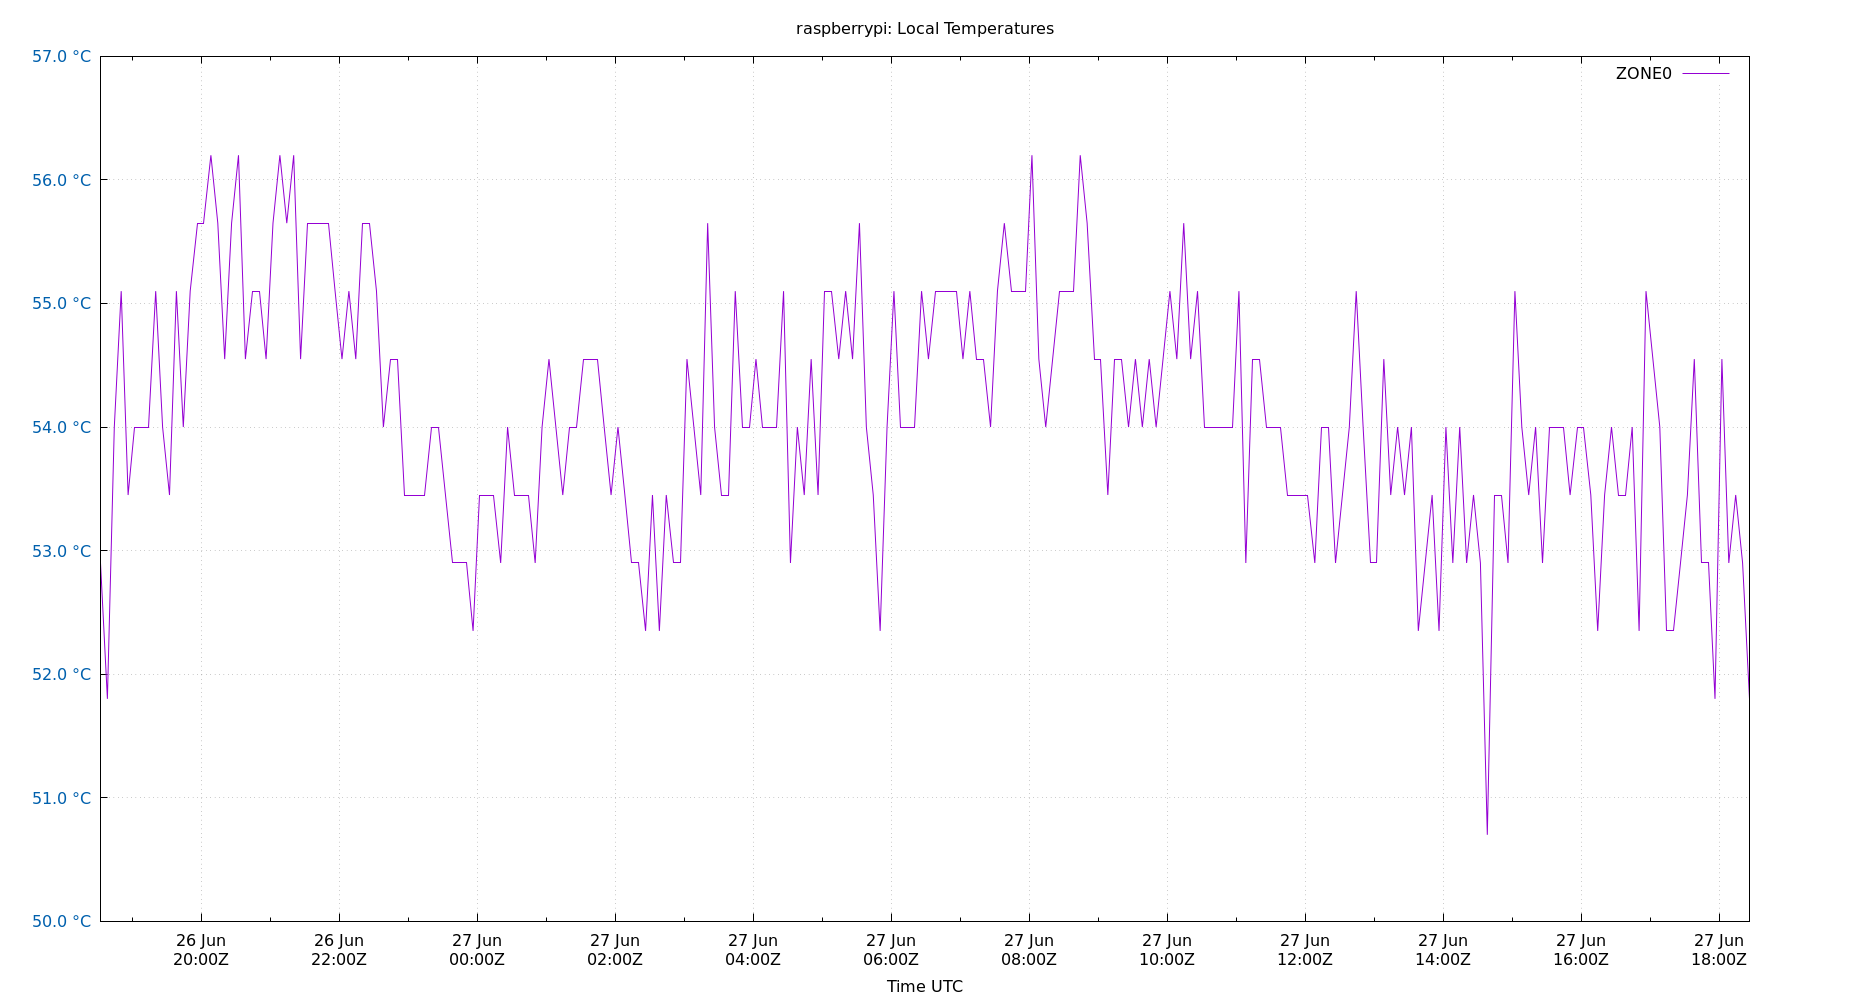 raspberrypi: Local Temperatures
57.0 °C
ZONE0
56.0 °C
55.0 °C
54.0 °C
53.0 °C
52.0 °C
51.0 °C
50.0 °C
26 Jun 26 Jun 27 Jun 27 Jun 27 Jun 27 Jun 27 Jun 27 Jun 27 Jun 27 Jun 27 Jun 27 Jun
20:00Z 22:00Z 00:00Z 02:00Z 04:00Z 06:00Z 08:00Z 10:00Z 12:00Z 14:00Z 16:00Z 18:00Z
Time UTC